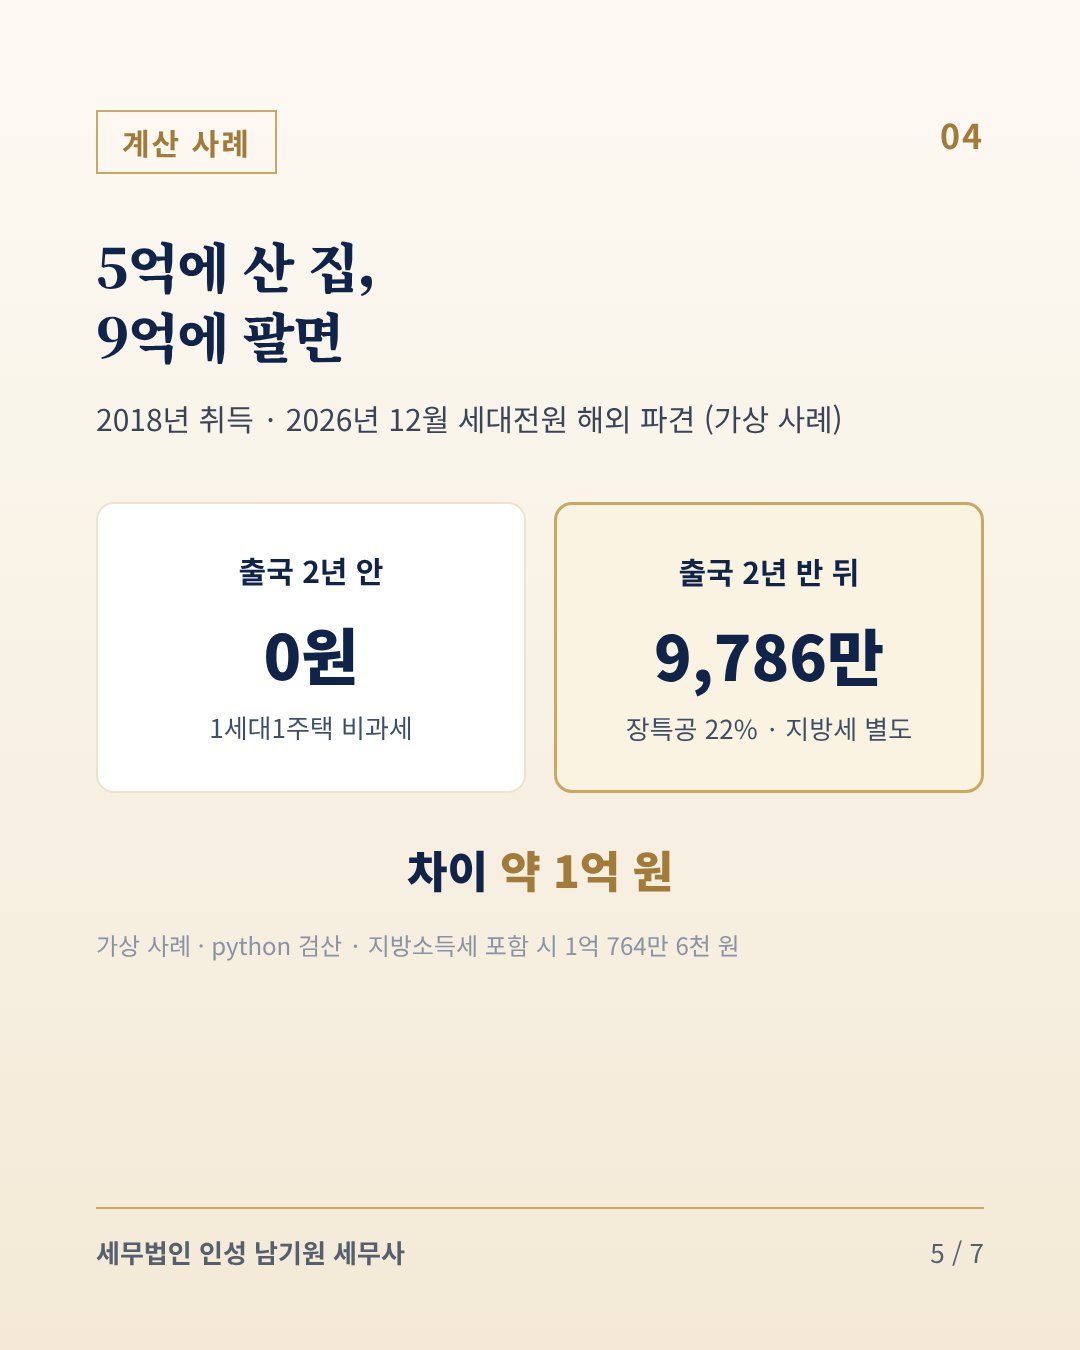 계산 사례
04
5억에 산 집,
9억에 팔면
2018년 취득 · 2026년 12월 세대전원 해외 파견 (가상 사례)
출국 2년 안
0원
1세대1주택 비과세
출국 2년 반 뒤
9,786만
장특공 22% · 지방세 별도
차이 약 1억 원
가상 사례 · python 검산 · 지방소득세 포함 시 1억 764만 6천 원
세무법인 인성 남기원 세무사
5 / 7